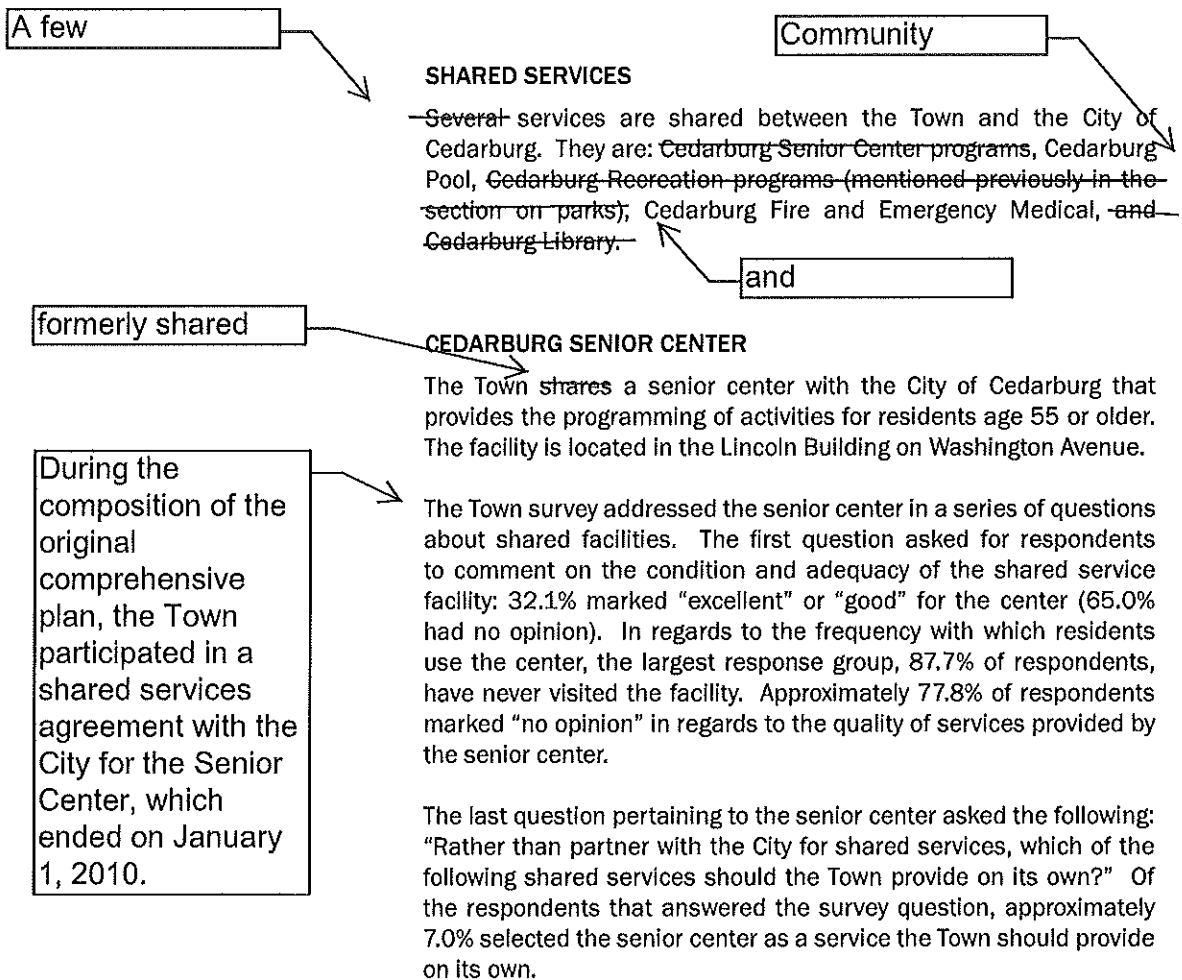 A few
Community
SHARED SERVICES
Several services are shared between the Town and the City of
Cedarburg. They are: Cedarburg Senior Center programs, Cedarburg
Pool, Cedarburg Recreation programs (mentioned previously in the
section on parks), Cedarburg Fire and Emergency Medical, and
Cedarburg Library.
and
formerly shared
CEDARBURG SENIOR CENTER
The Town shares a senior center with the City of Cedarburg that
provides the programming of activities for residents age 55 or older.
The facility is located in the Lincoln Building on Washington Avenue.
During the
composition of the
original
comprehensive
plan, the Town
participated in a
shared services
agreement with the
City for the Senior
Center, which
ended on January
1, 2010.
The Town survey addressed the senior center in a series of questions
about shared facilities. The first question asked for respondents
to comment on the condition and adequacy of the shared service
facility: 32.1% marked “excellent” or “good” for the center (65.0%
had no opinion). In regards to the frequency with which residents
use the center, the largest response group, 87.7% of respondents,
have never visited the facility. Approximately 77.8% of respondents
marked “no opinion” in regards to the quality of services provided by
the senior center.
The last question pertaining to the senior center asked the following:
“Rather than partner with the City for shared services, which of the
following shared services should the Town provide on its own?” Of
the respondents that answered the survey question, approximately
7.0% selected the senior center as a service the Town should provide
on its own.